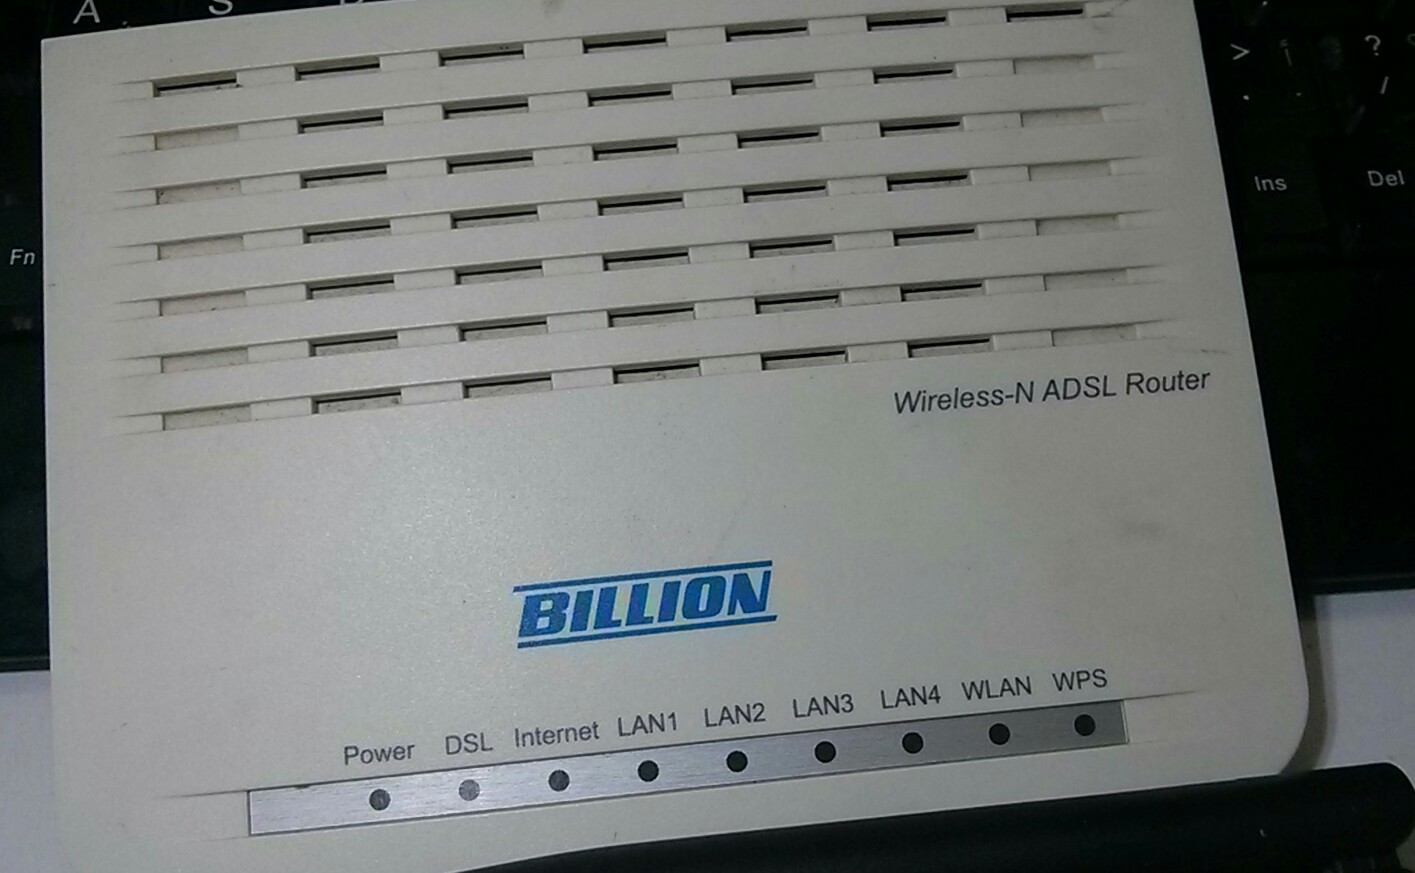 A S
> ?
. /
Ins Del
Fn
Wireless-N ADSL Router
BILLION
Power DSL Internet LAN1 LAN2 LAN3 LAN4 WLAN WPS